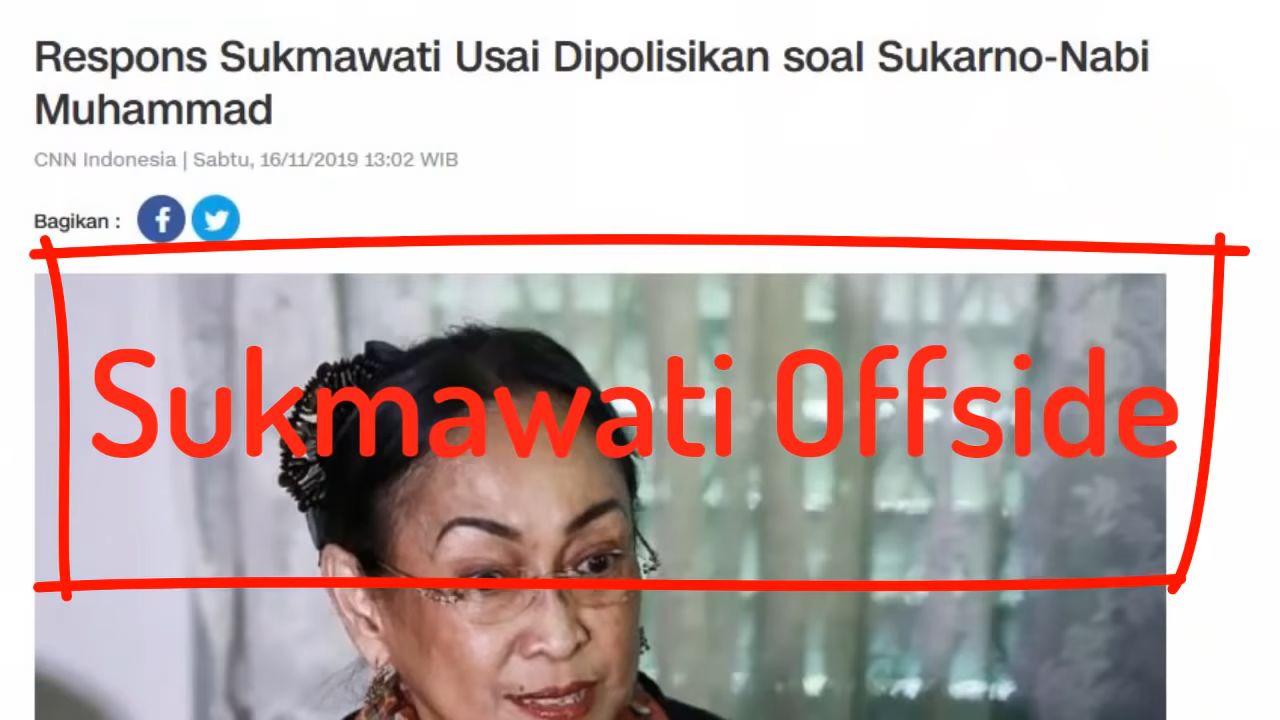 Respons Sukmawati Usai Dipolisikan soal Sukarno-Nabi
Muhammad
CNN Indonesia | Sabtu, 16/11/2019 13:02 WIB
Bagikan :
Sukmawati Offside